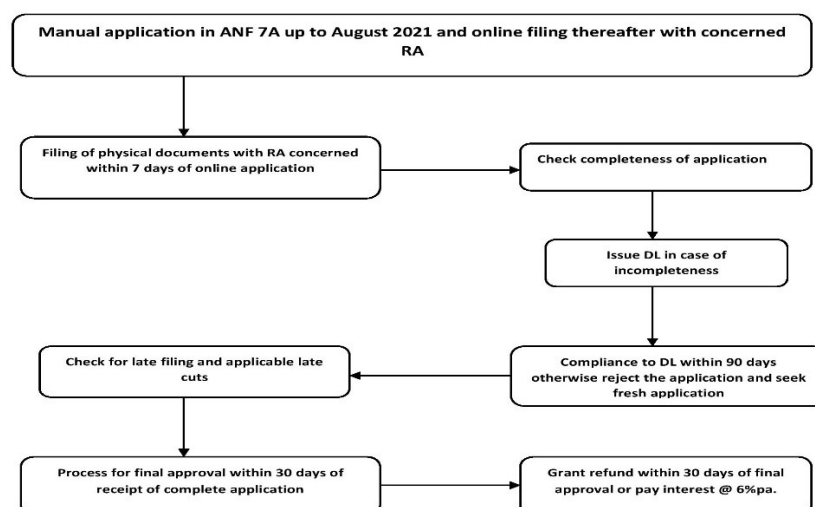 Manual application in ANF 7A up to August 2021 and online filing thereafter with concerned
RA
Filing of physical documents with RA concerned
within 7 days of online application
Check completeness of application
Issue DL in case of
incompleteness
Compliance to DL within 90 days
otherwise reject the application and seek
fresh application
Check for late filing and applicable late
cuts
Process for final approval within 30 days of
receipt of complete application
Grant refund within 30 days of final
approval or pay interest @ 6%pa.